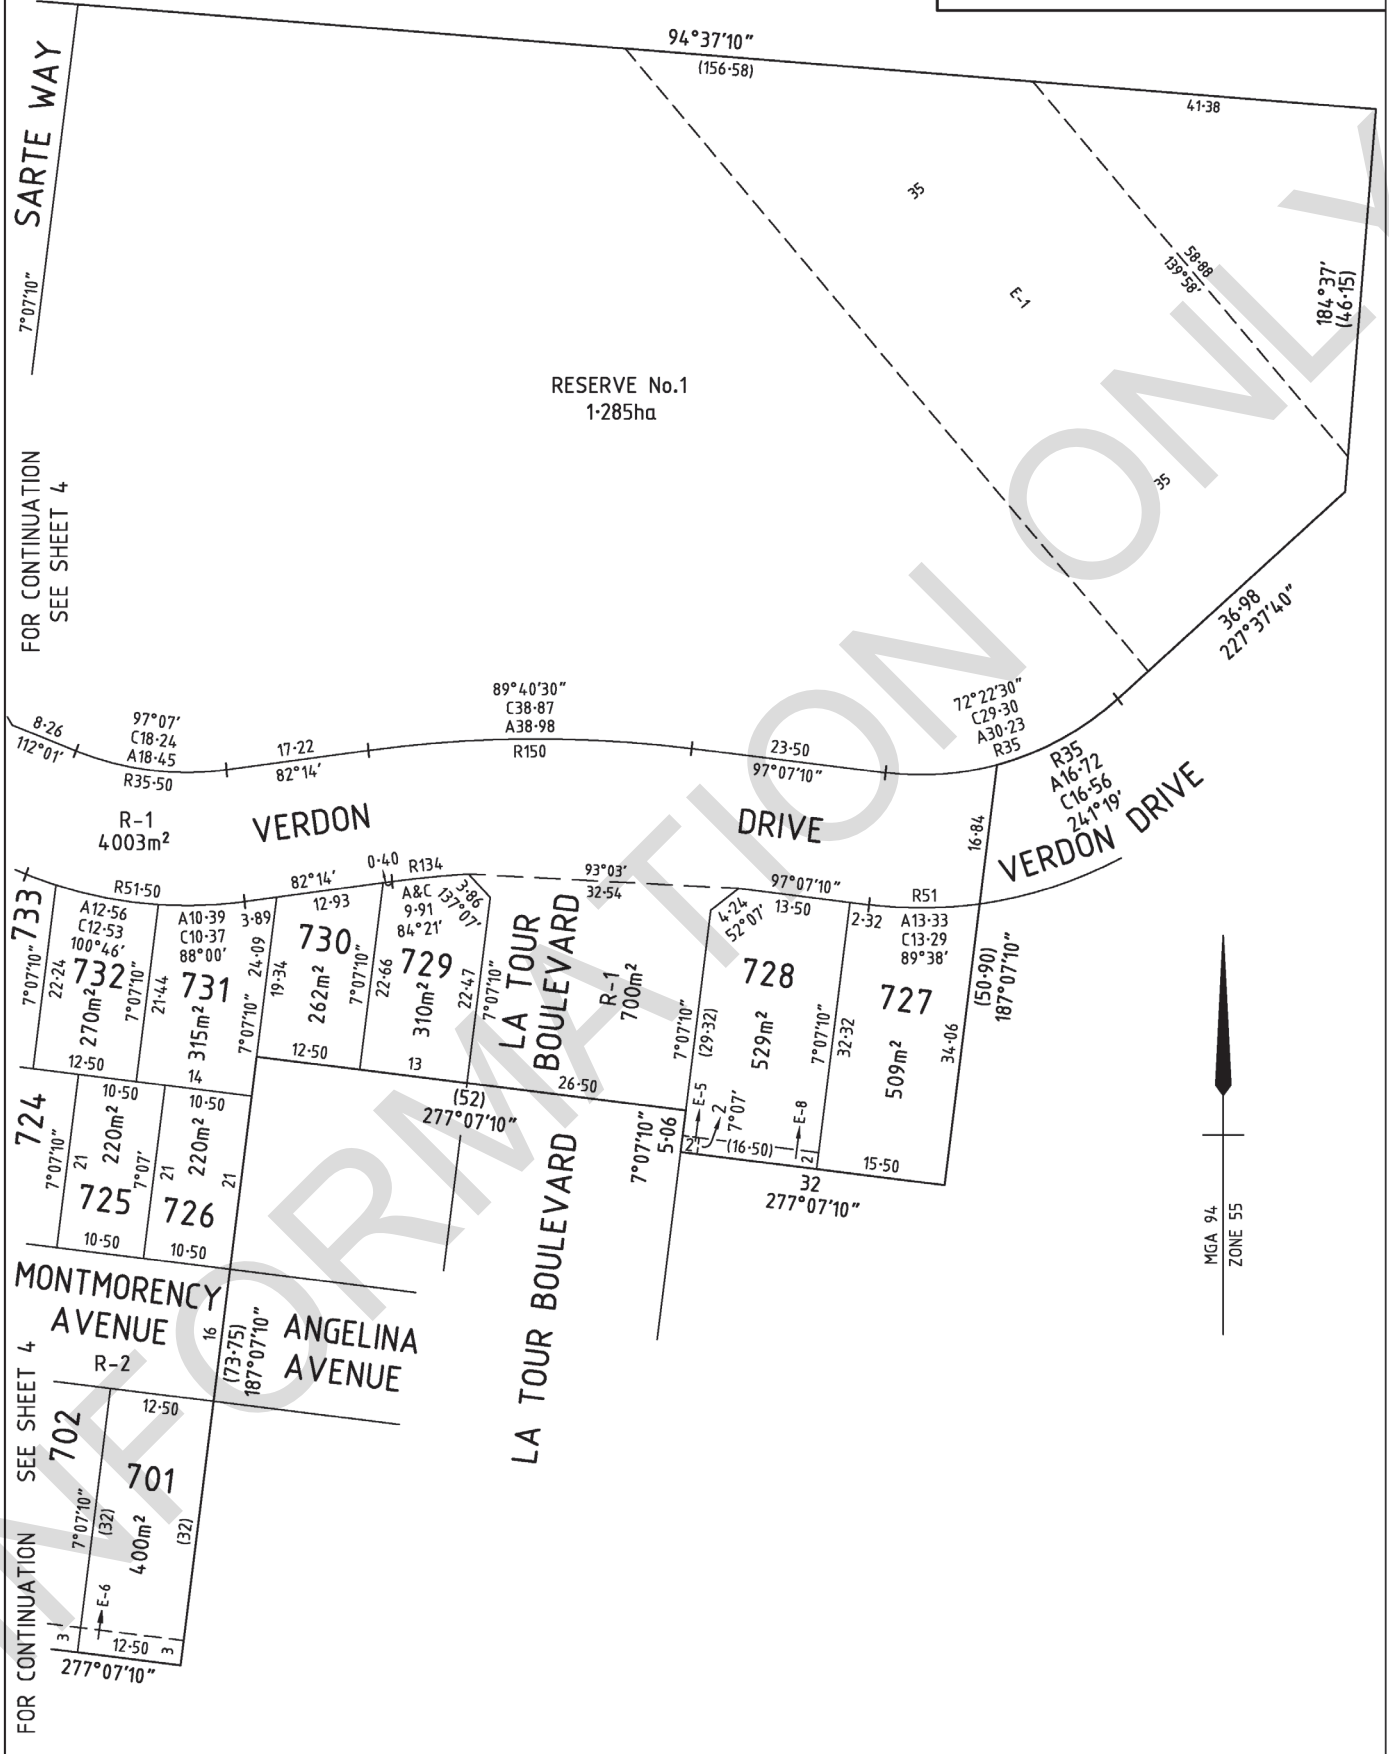 94°37'10"
(156·58)
41·38
SARTE WAY
7°07'10"
35
E-1
58·88
139°58'
184°37'
(46·15)
RESERVE No.1
1·285ha
35
FOR CONTINUATION
SEE SHEET 4
36·98
227°37'40"
8·26
112°01'
97°07'
C18·24
A18·45
R35·50
17·22
82°14'
89°40'30"
C38·87
A38·98
R150
23·50
97°07'10"
72°22'30"
C29·30
A30·23
R35
R35
A16·72
C16·56
241°19'
R-1
4003m²
VERDON
DRIVE
VERDON DRIVE
16·84
733
7°07'10"
R51·50
A12·56
C12·53
100°46'
22·24
732
270m²
7°07'10"
12·50
A10·39
C10·37
88°00'
3·89
21·44
731
315m²
24·09
7°07'10"
14
82°14'
12·93
0·40
19·34
730
262m²
7°07'10"
12·50
R134
A&C
9·91
84°21'
3·86
137°07'
22·66
729
310m²
22·47
7°07'10"
13
93°03'
32·54
LA TOUR
BOULEVARD
R-1
700m²
26·50
(52)
277°07'10"
97°07'10"
13·50
4·24
52°07'
728
529m²
7°07'10"
(29·32)
7°07'10"
32·32
E-5
2
7°07'
E-8
2
(16·50)
2
7°07'10"
5·06
2·32
R51
A13·33
C13·29
89°38'
727
509m²
34·06
(50·90)
187°07'10"
15·50
32
277°07'10"
724
7°07'10"
10·50
21
220m²
725
7°07'
10·50
10·50
21
220m²
726
21
10·50
MONTMORENCY
AVENUE
R-2
16
(73·75)
187°07'10"
ANGELINA
AVENUE
LA TOUR BOULEVARD
MGA 94
ZONE 55
FOR CONTINUATION SEE SHEET 4
702
12·50
701
7°07'10"
(32)
400m²
(32)
E-6
3
12·50
3
277°07'10"
INFORMATION ONLY